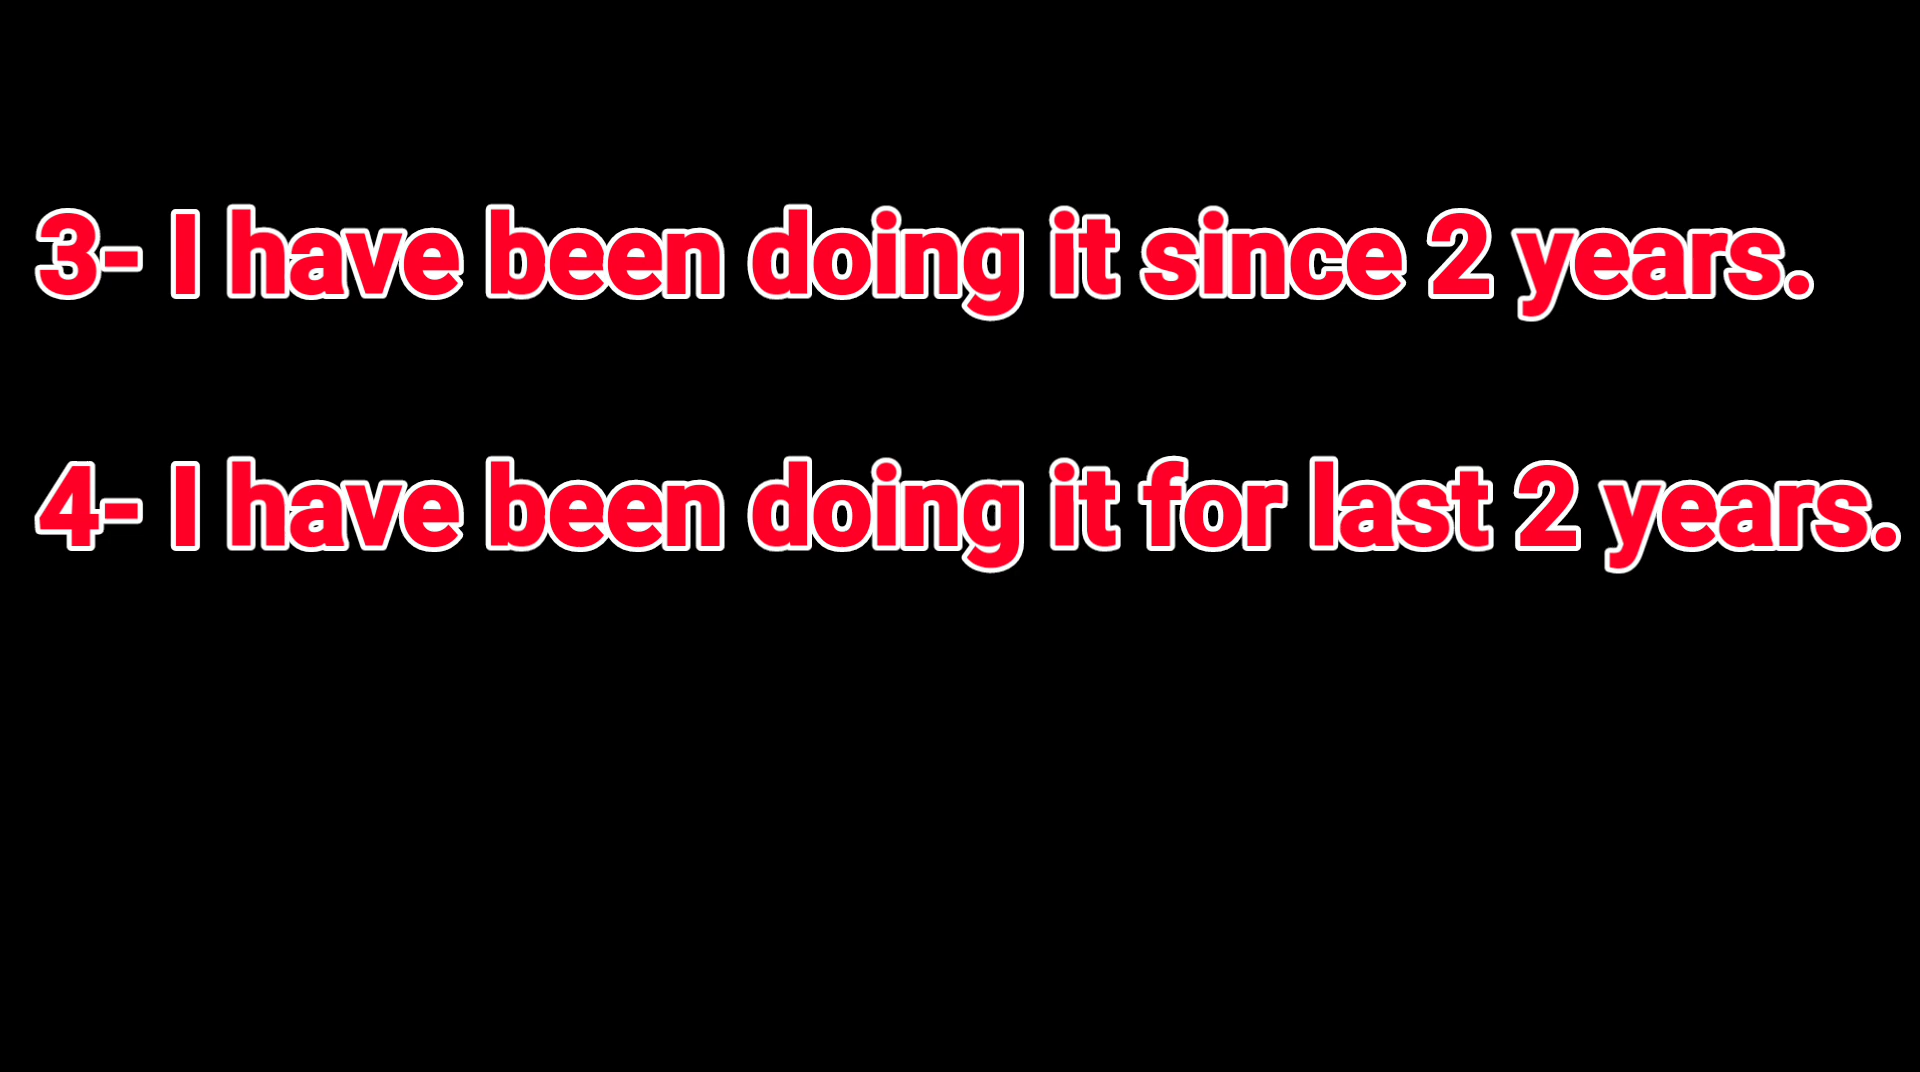 3- I have been doing it since 2 years.
4- I have been doing it for last 2 years.